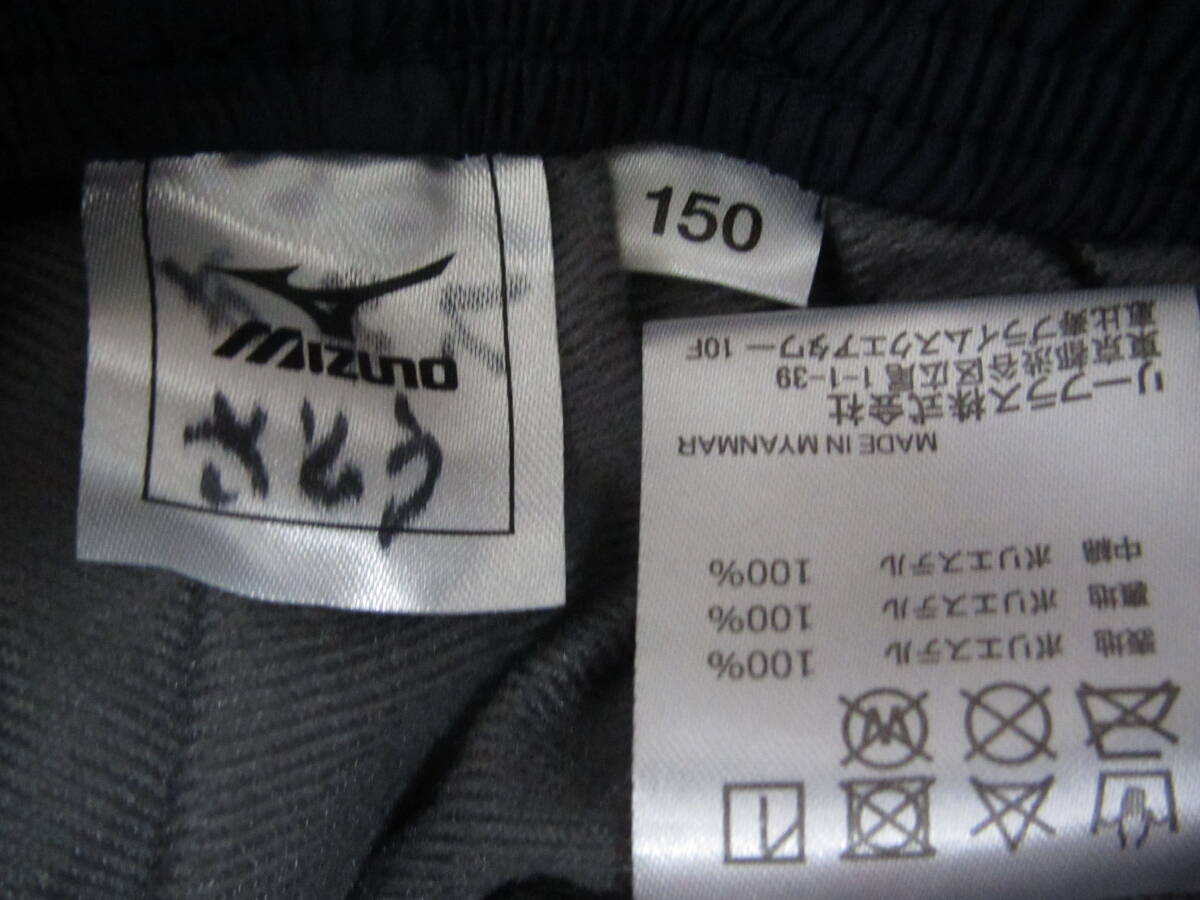 MIZUNO
150
表地 ポリエステル 100%
裏地 ポリエステル 100%
中綿 ポリエステル 100%
MADE IN MYANMAR
リーフラス株式会社
東京都渋谷区広尾1-1-39
恵比寿プライムスクエアタワー10F